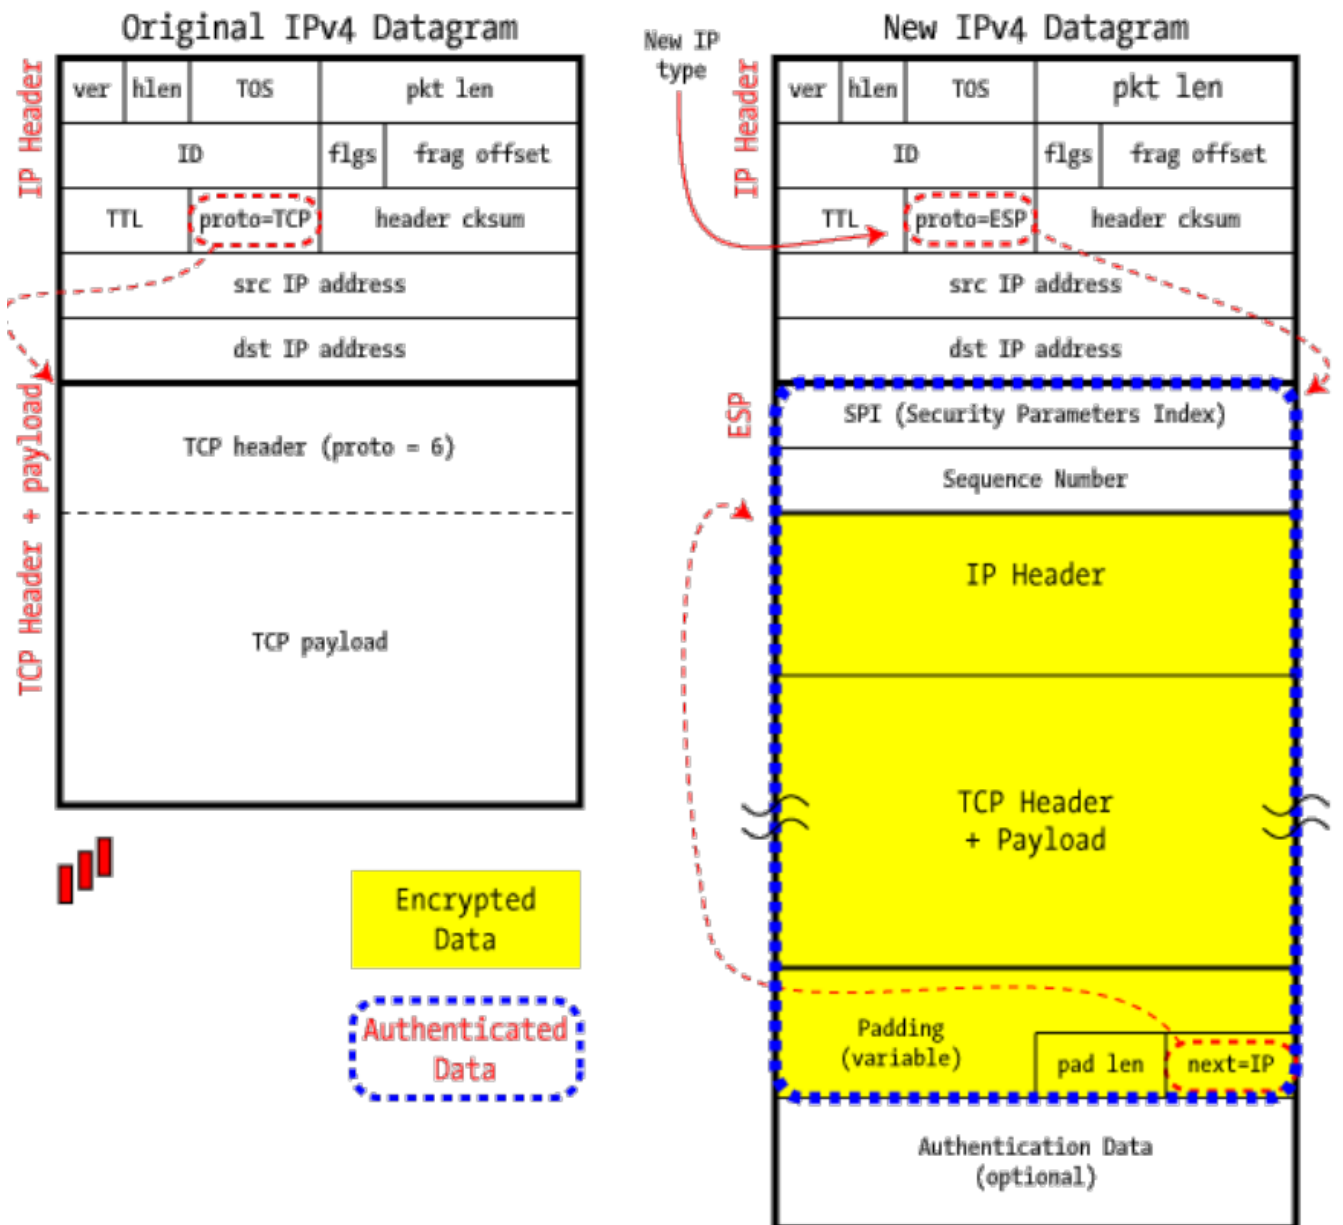 Original IPv4 Datagram
IP Header
ver hlen TOS pkt len
ID flgs frag offset
TTL proto=TCP header cksum
src IP address
dst IP address
TCP Header + payload
TCP header (proto = 6)
TCP payload
Encrypted
Data
Authenticated
Data
New IP
type
New IPv4 Datagram
IP Header
ver hlen TOS pkt len
ID flgs frag offset
TTL proto=ESP header cksum
src IP address
dst IP address
ESP
SPI (Security Parameters Index)
Sequence Number
IP Header
TCP Header
+ Payload
Padding
(variable)
pad len next=IP
Authentication Data
(optional)